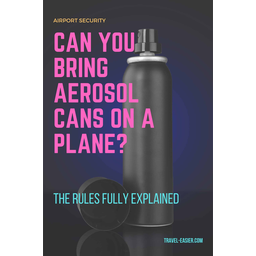 AIRPORT SECURITY
CAN YOU
BRING
AEROSOL
CANS ON A
PLANE?
THE RULES FULLY EXPLAINED
TRAVEL-EASIER.COM